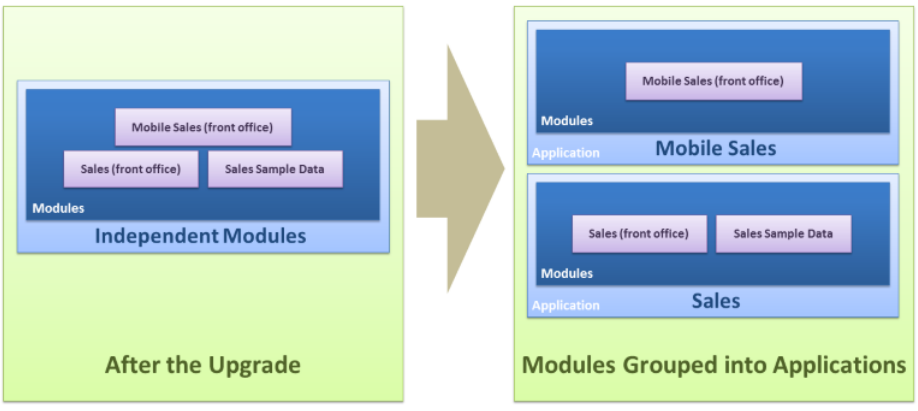 Mobile Sales (front office)
Sales (front office)
Sales Sample Data
Modules
Independent Modules
After the Upgrade
Mobile Sales (front office)
Modules
Application
Mobile Sales
Sales (front office)
Sales Sample Data
Modules
Application
Sales
Modules Grouped into Applications